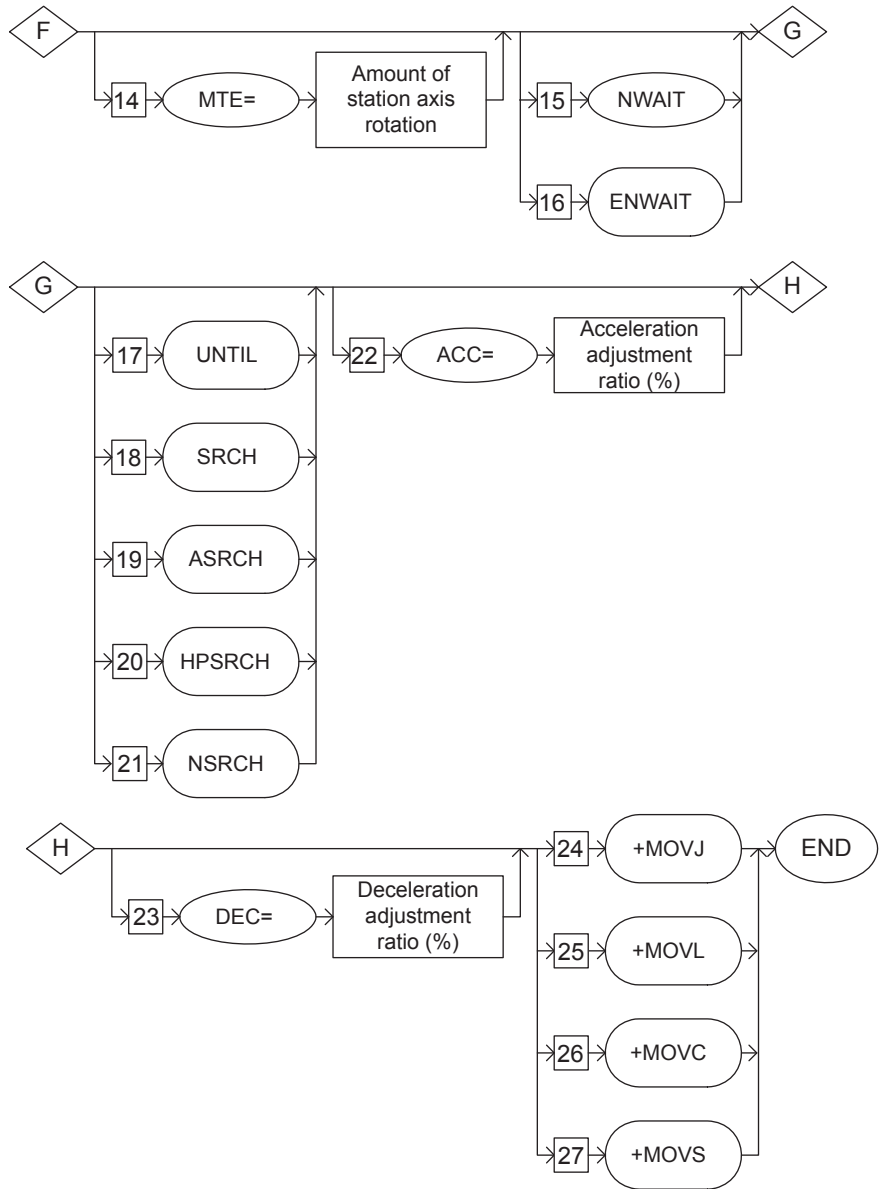 F
G
14
MTE=
Amount of
station axis
rotation
15
NWAIT
16
ENWAIT
G
H
17
UNTIL
22
ACC=
Acceleration
adjustment
ratio (%)
18
SRCH
19
ASRCH
20
HPSRCH
21
NSRCH
H
24
+MOVJ
END
23
DEC=
Deceleration
adjustment
ratio (%)
25
+MOVL
26
+MOVC
27
+MOVS